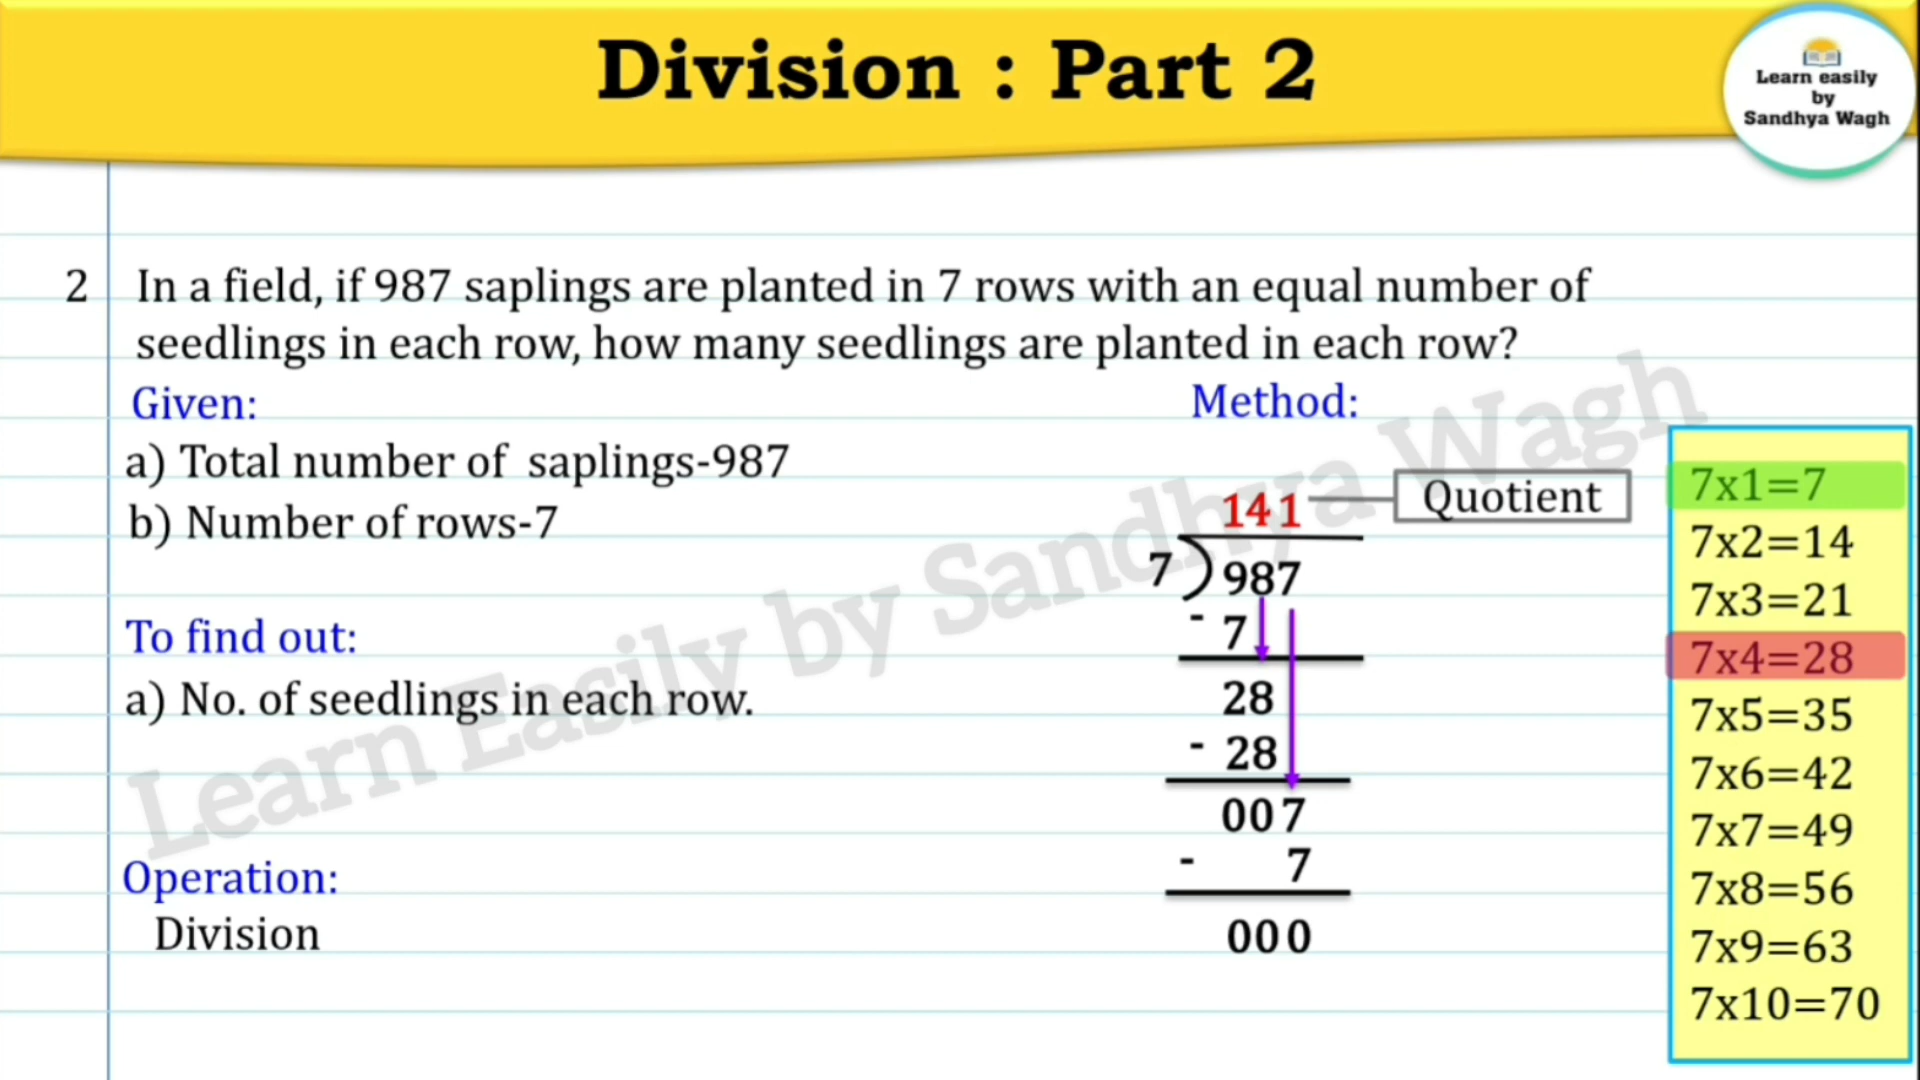 Division : Part 2
Learn easily
by
Sandhya Wagh
2 In a field, if 987 saplings are planted in 7 rows with an equal number of
seedlings in each row, how many seedlings are planted in each row?
Given:
a) Total number of saplings-987
b) Number of rows-7
To find out:
a) No. of seedlings in each row.
Operation:
Division
Method:
141 Quotient
7) 987
- 7
28
- 28
007
- 7
000
7x1=7
7x2=14
7x3=21
7x4=28
7x5=35
7x6=42
7x7=49
7x8=56
7x9=63
7x10=70
Learn Easily by Sandhya Wagh